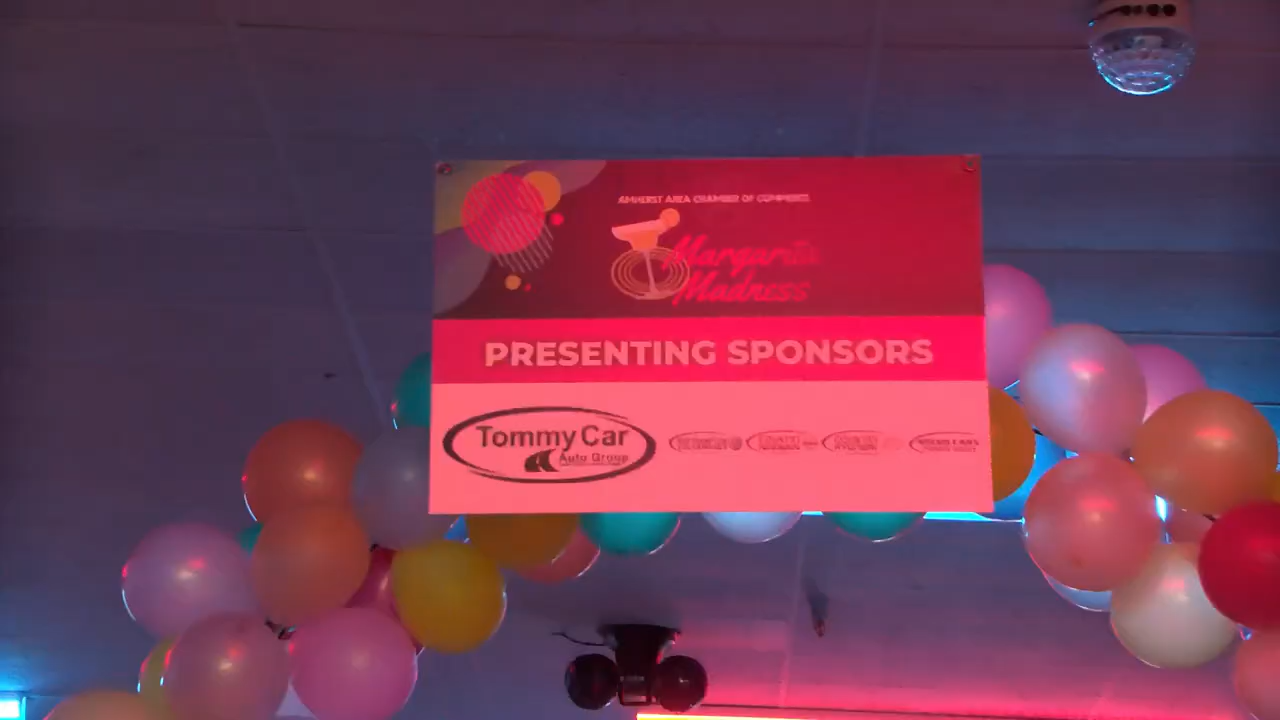 AMHERST AREA CHAMBER OF COMMERCE
Margarita
Madness
PRESENTING SPONSORS
Tommy Car
Auto Group